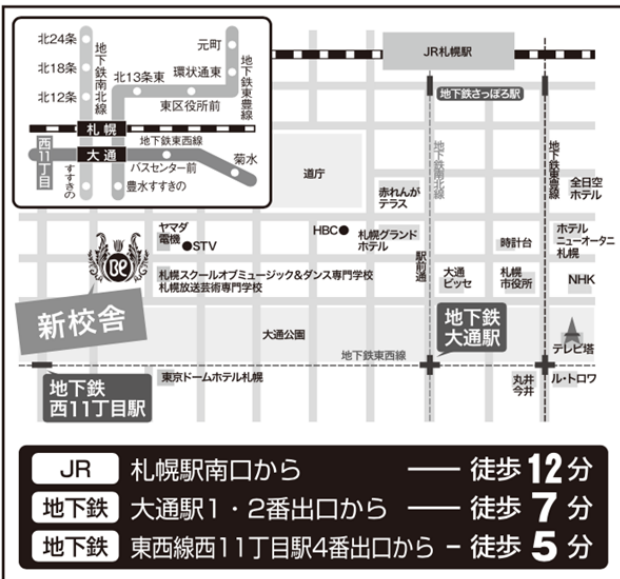 北24条
北18条
北12条
地下鉄南北線
元町
環状通東
北13条東
東区役所前
地下鉄東豊線
札幌
大通
西11丁目
地下鉄東西線
バスセンター前
菊水
すすきの
豊水すすきの
JR札幌駅
地下鉄さっぽろ駅
地下鉄南北線
地下鉄東豊線
道庁
赤れんが
テラス
全日空
ホテル
ヤマダ
電機
STV
HBC
札幌グランド
ホテル
駅前通
時計台
ホテル
ニューオータニ
札幌
札幌スクールオブミュージック&ダンス専門学校
札幌放送芸術専門学校
大通
ビッセ
札幌
市役所
NHK
新校舎
大通公園
地下鉄
大通駅
テレビ塔
地下鉄東西線
地下鉄
西11丁目駅
東京ドームホテル札幌
丸井
今井
ル・トロワ
JR 札幌駅南口から ── 徒歩12分
地下鉄 大通駅1・2番出口から ── 徒歩7分
地下鉄 東西線西11丁目駅4番出口から - 徒歩5分